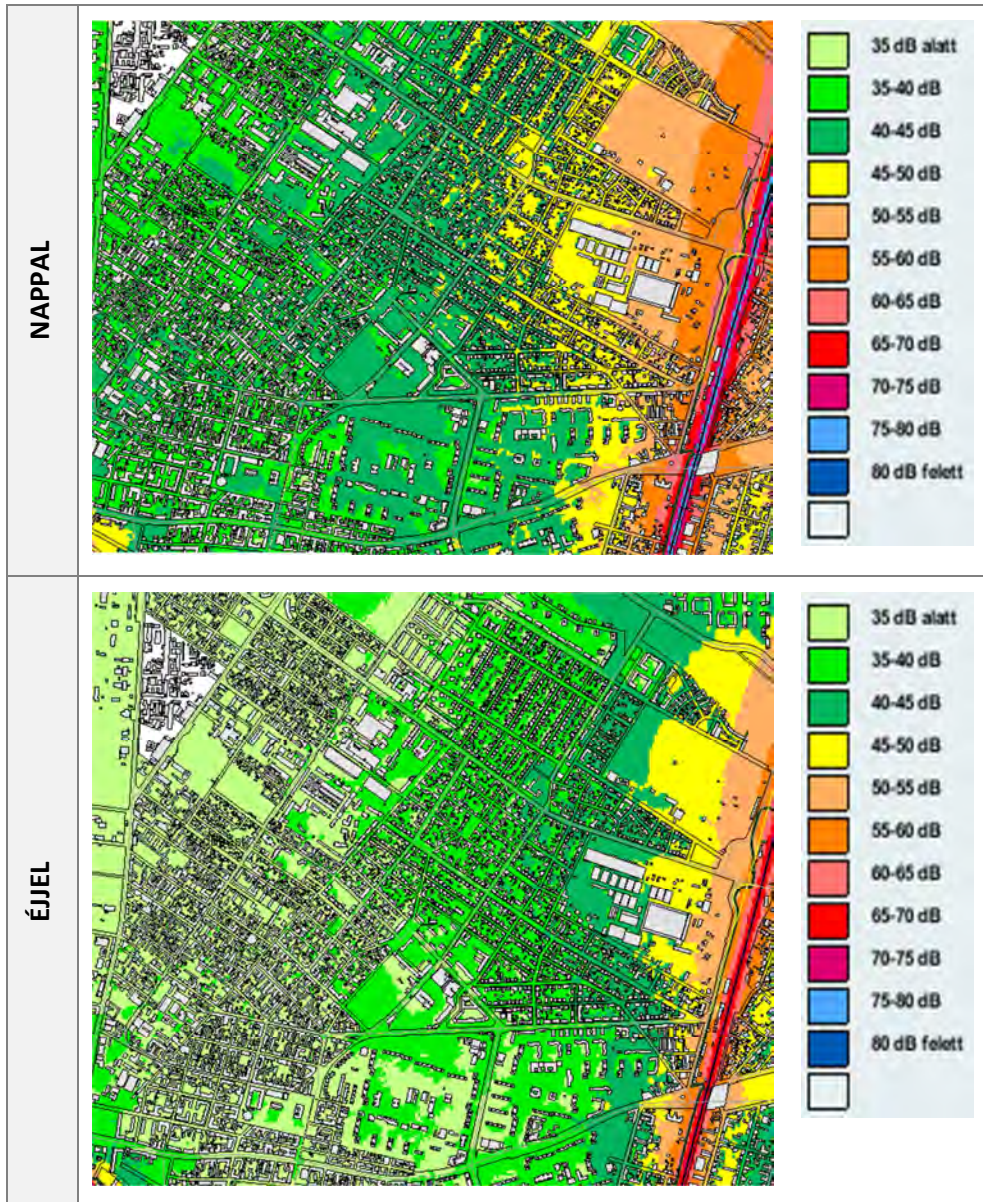 NAPPAL
35 dB alatt
35-40 dB
40-45 dB
45-50 dB
50-55 dB
55-60 dB
60-65 dB
65-70 dB
70-75 dB
75-80 dB
80 dB felett
ÉJJEL
35 dB alatt
35-40 dB
40-45 dB
45-50 dB
50-55 dB
55-60 dB
60-65 dB
65-70 dB
70-75 dB
75-80 dB
80 dB felett